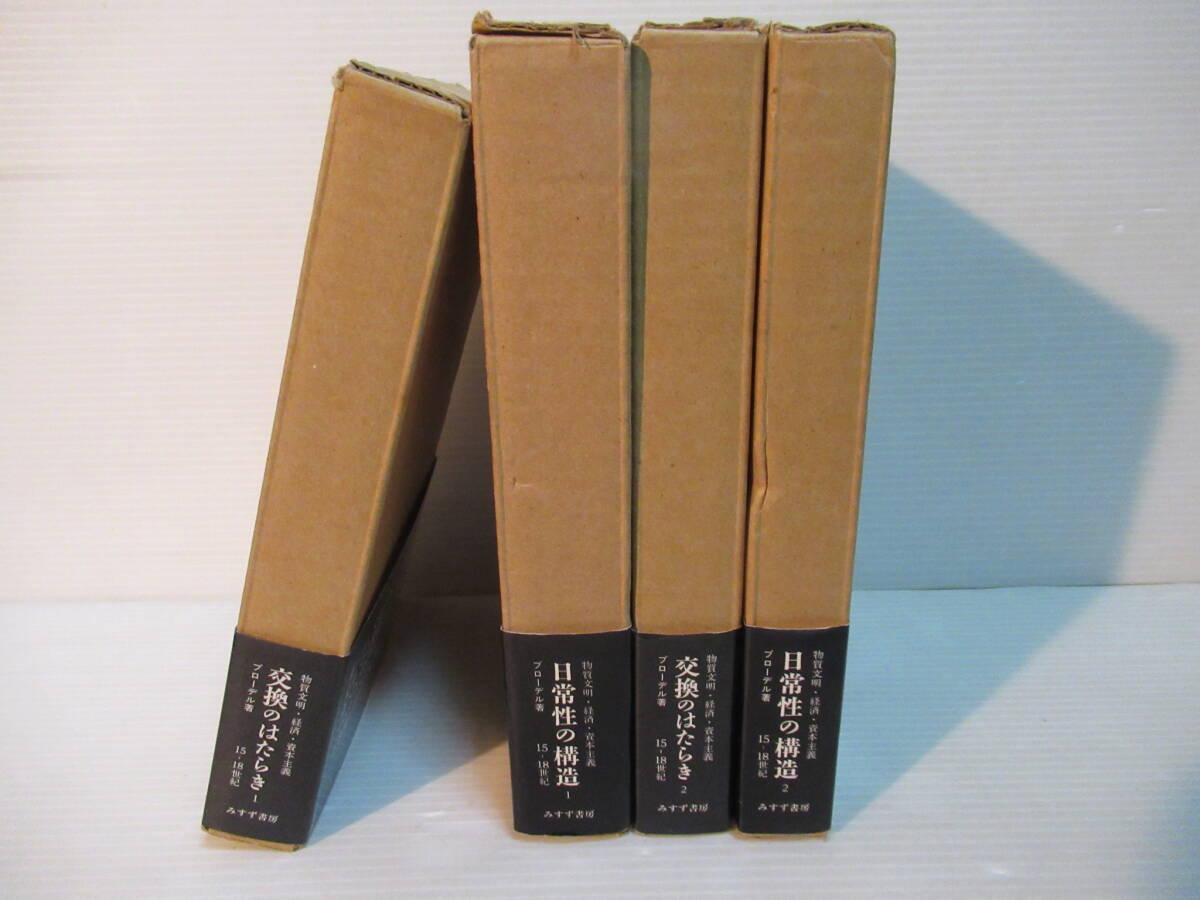 物質文明・経済・資本主義
15-18世紀
交換のはたらき 1
ブローデル著
みすず書房
物質文明・経済・資本主義
15-18世紀
日常性の構造 1
ブローデル著
みすず書房
物質文明・経済・資本主義
15-18世紀
交換のはたらき 2
ブローデル著
みすず書房
物質文明・経済・資本主義
15-18世紀
日常性の構造 2
ブローデル著
みすず書房